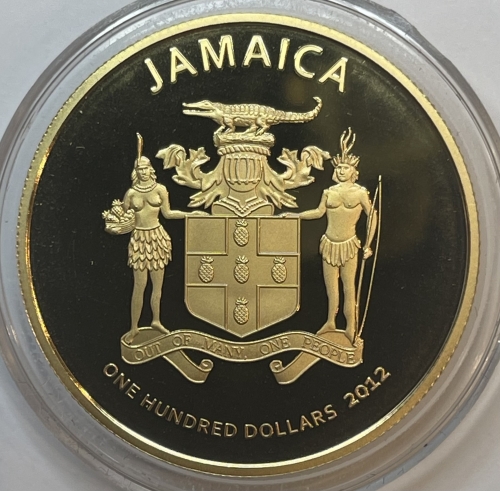 JAMAICA
OUT OF MANY, ONE PEOPLE
ONE HUNDRED DOLLARS 2012